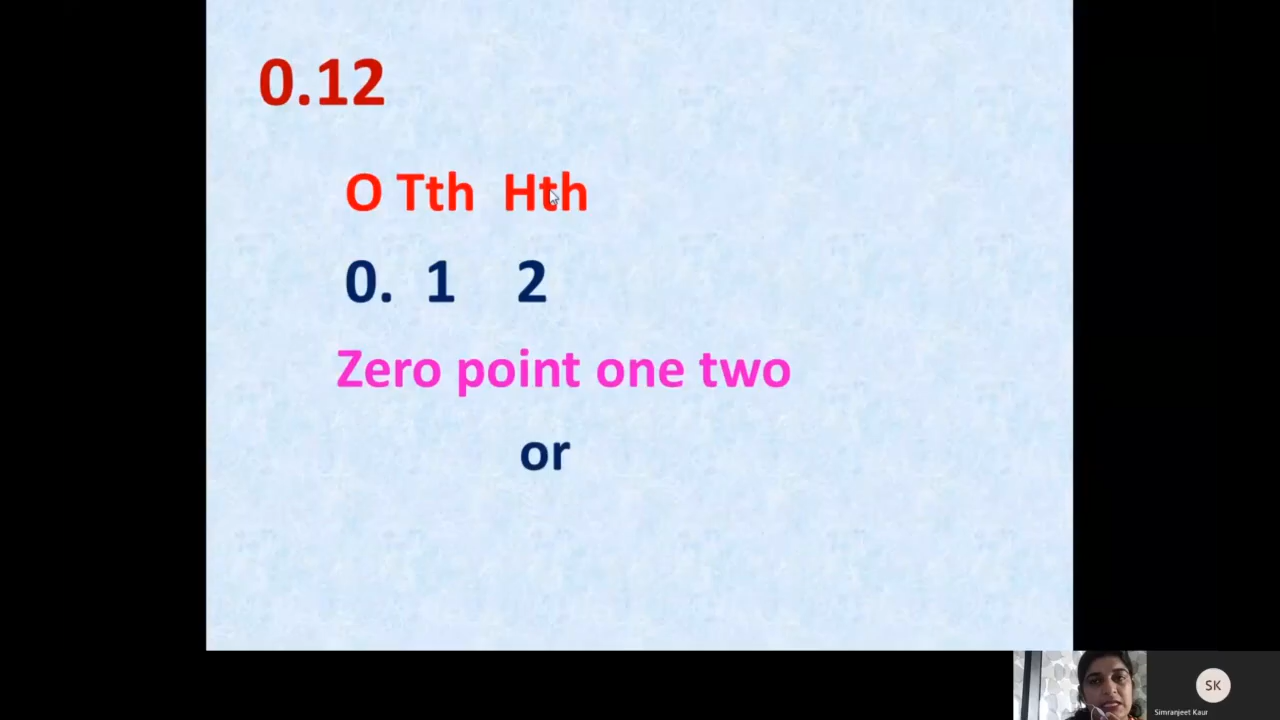 0.12
O Tth Hth
0. 1 2
Zero point one two
or
SK
Simranjeet Kaur